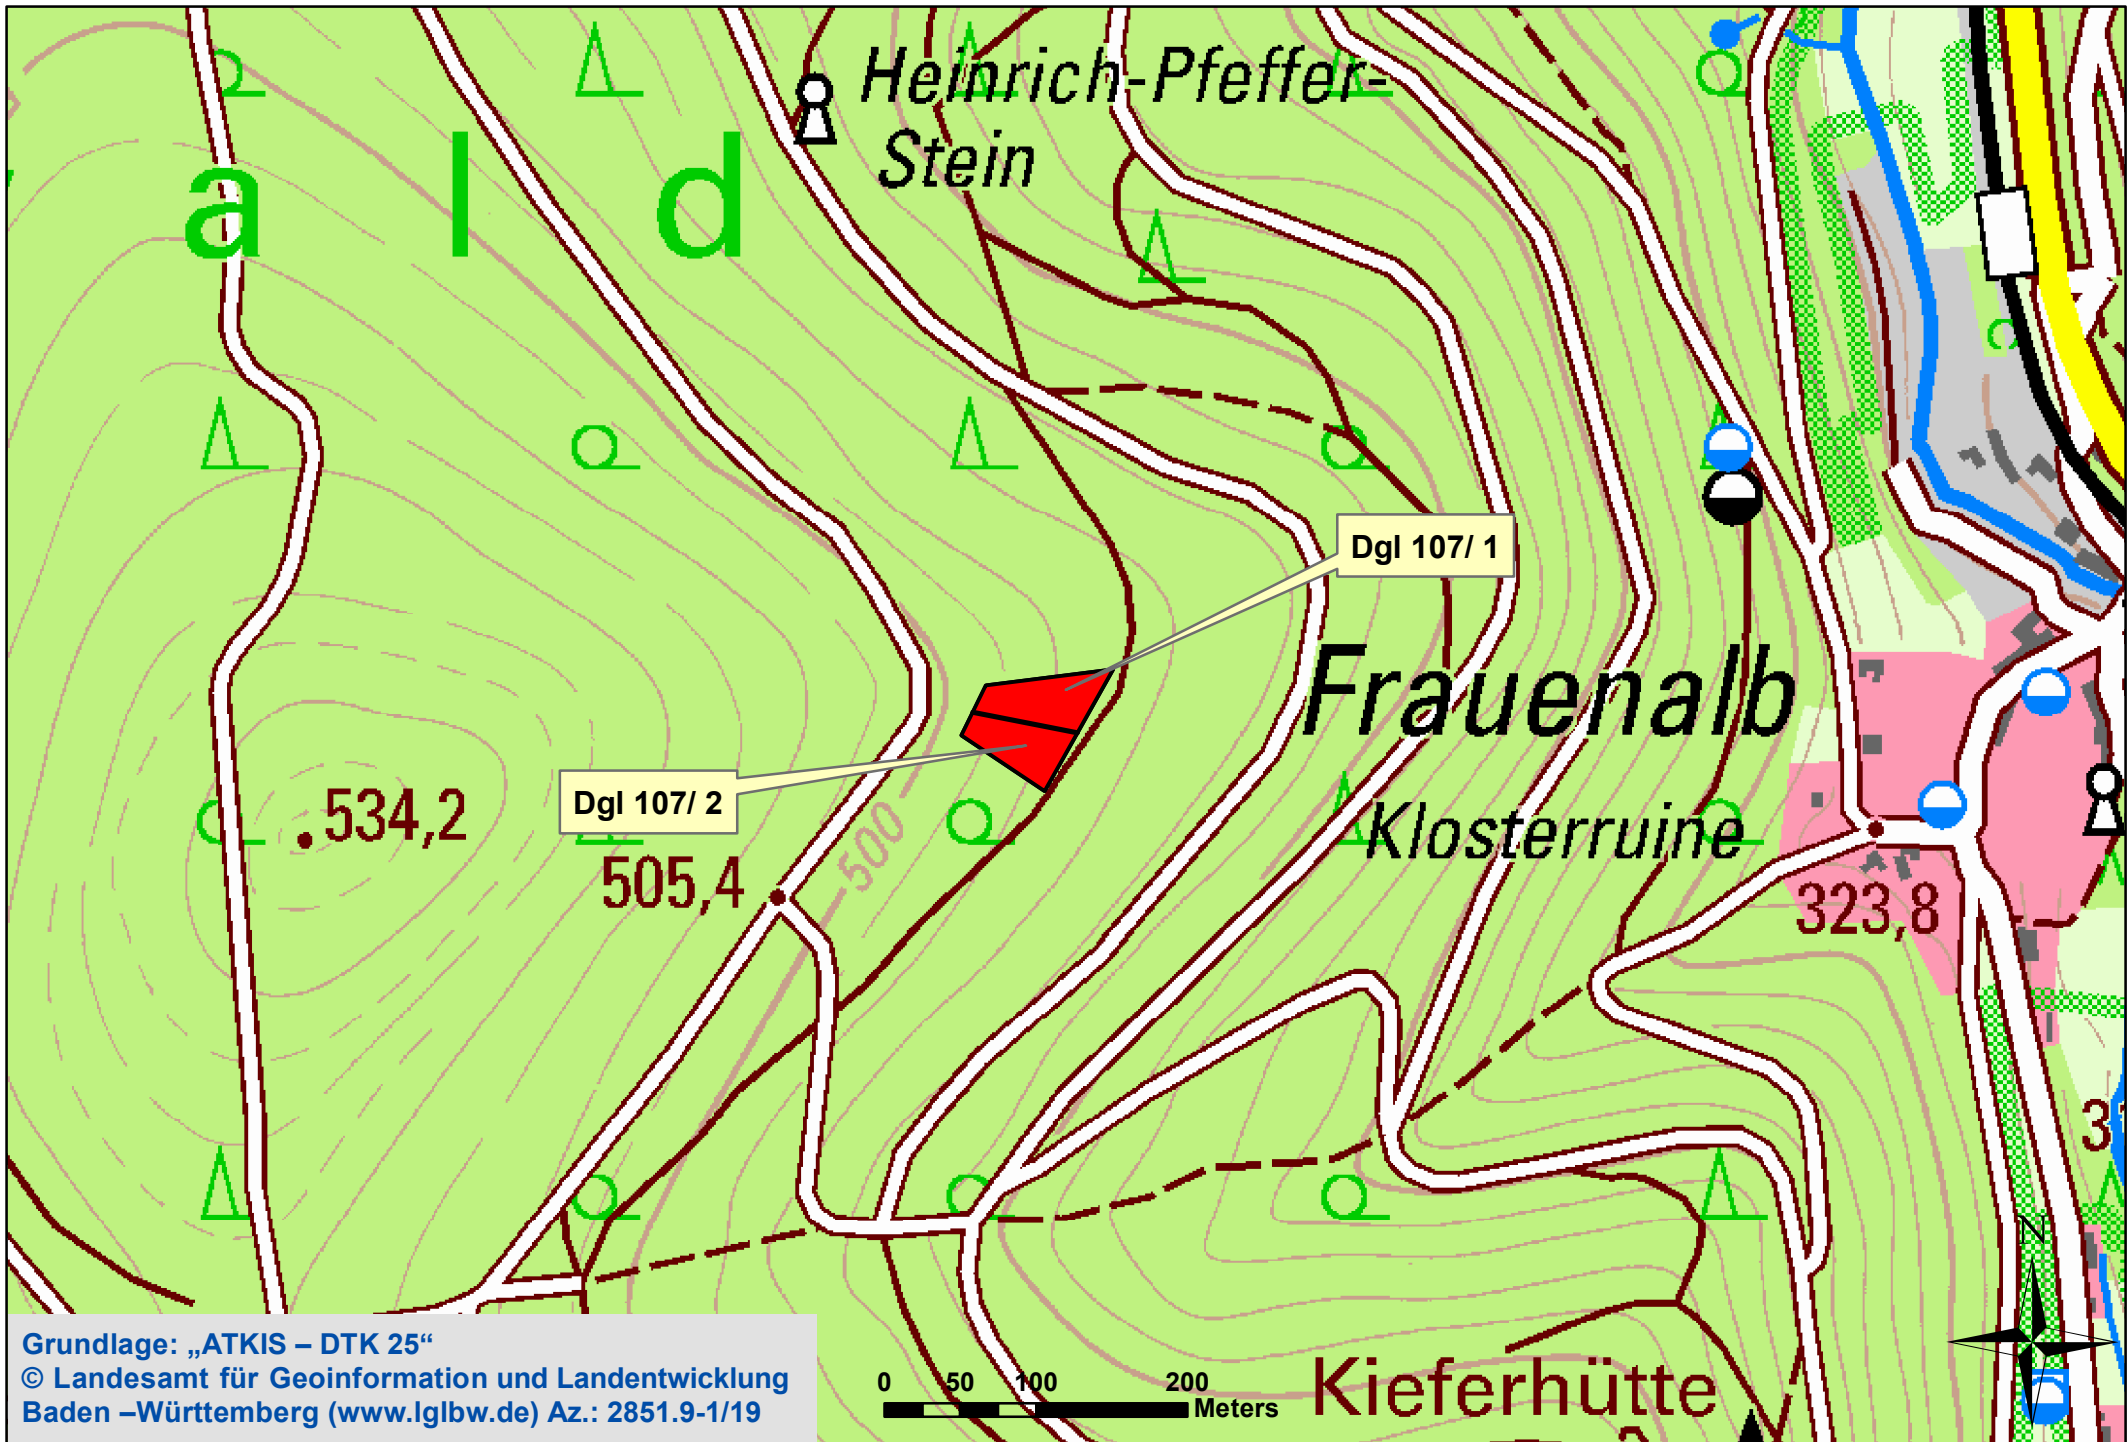 Heinrich-Pfeffer-
Stein
a l d
Dgl 107/ 1
Frauenalb
Klosterruine
Dgl 107/ 2
534,2
505,4
500
323,8
3
N
Kieferhütte
0 50 100 200
Meters
Grundlage: „ATKIS – DTK 25“
© Landesamt für Geoinformation und Landentwicklung
Baden –Württemberg (www.lglbw.de) Az.: 2851.9-1/19